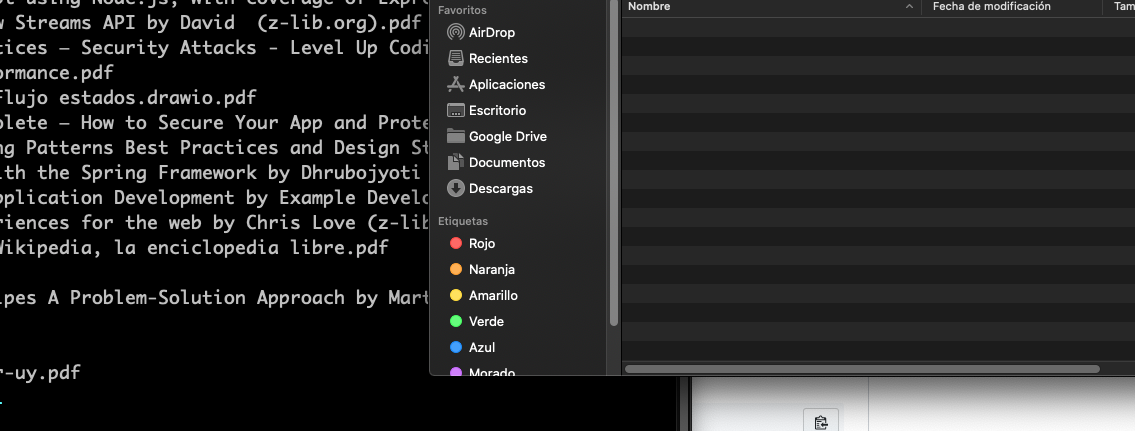 w Streams API by David  (z-lib.org).pdf
tices – Security Attacks - Level Up Codi
ormance.pdf
Flujo estados.drawio.pdf
plete – How to Secure Your App and Prote
ng Patterns Best Practices and Design St
ith the Spring Framework by Dhrubojyoti
Application Development by Example Develo
eriences for the web by Chris Love (z-lib
Wikipedia, la enciclopedia libre.pdf
ipes A Problem-Solution Approach by Mart
r-uy.pdf
Favoritos
AirDrop
Recientes
Aplicaciones
Escritorio
Google Drive
Documentos
Descargas
Etiquetas
Rojo
Naranja
Amarillo
Verde
Azul
Morado
Nombre
Fecha de modificación
Tam